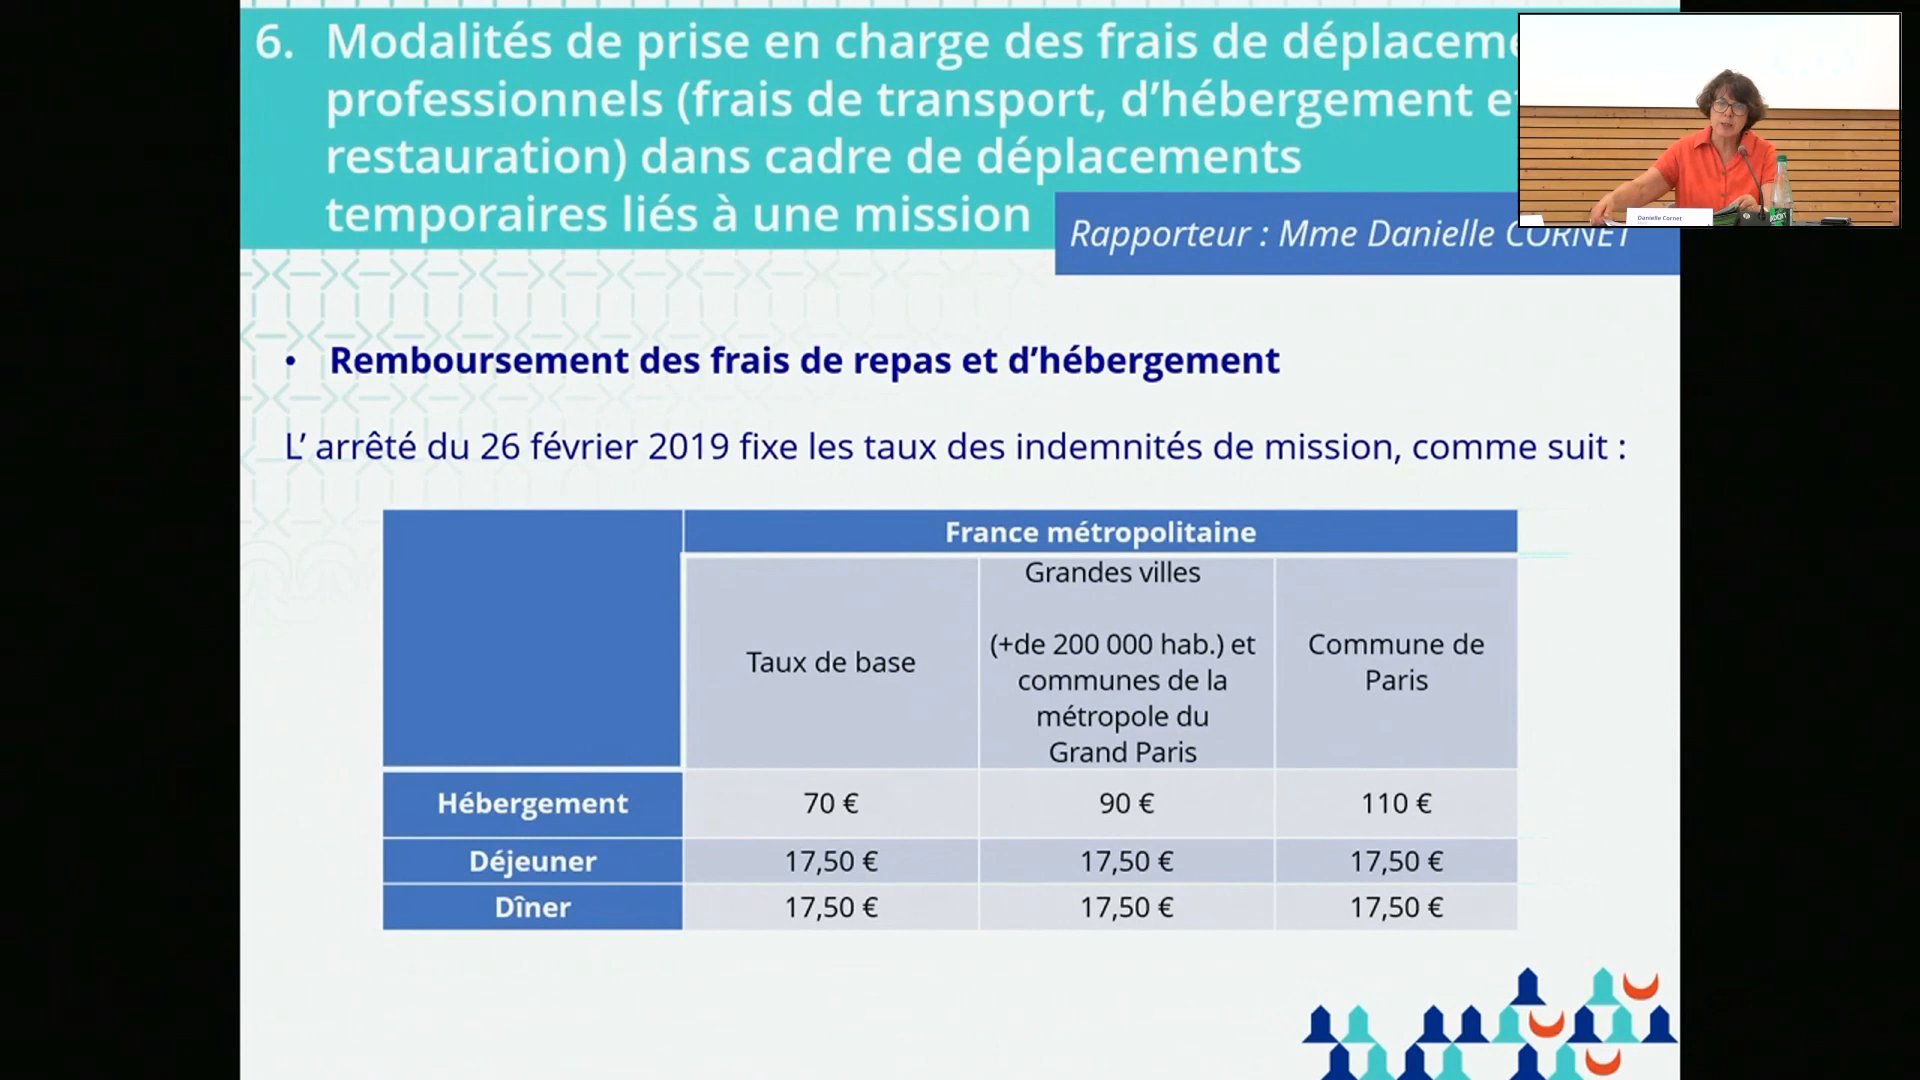 6. Modalités de prise en charge des frais de déplaceme
professionnels (frais de transport, d’hébergement e
restauration) dans cadre de déplacements
temporaires liés à une mission
Rapporteur : Mme Danielle CORNET
Danielle Cornet
• Remboursement des frais de repas et d’hébergement
L’ arrêté du 26 février 2019 fixe les taux des indemnités de mission, comme suit :
France métropolitaine
Taux de base
Grandes villes
(+de 200 000 hab.) et
communes de la
métropole du
Grand Paris
Commune de
Paris
Hébergement 70 € 90 € 110 €
Déjeuner 17,50 € 17,50 € 17,50 €
Dîner 17,50 € 17,50 € 17,50 €